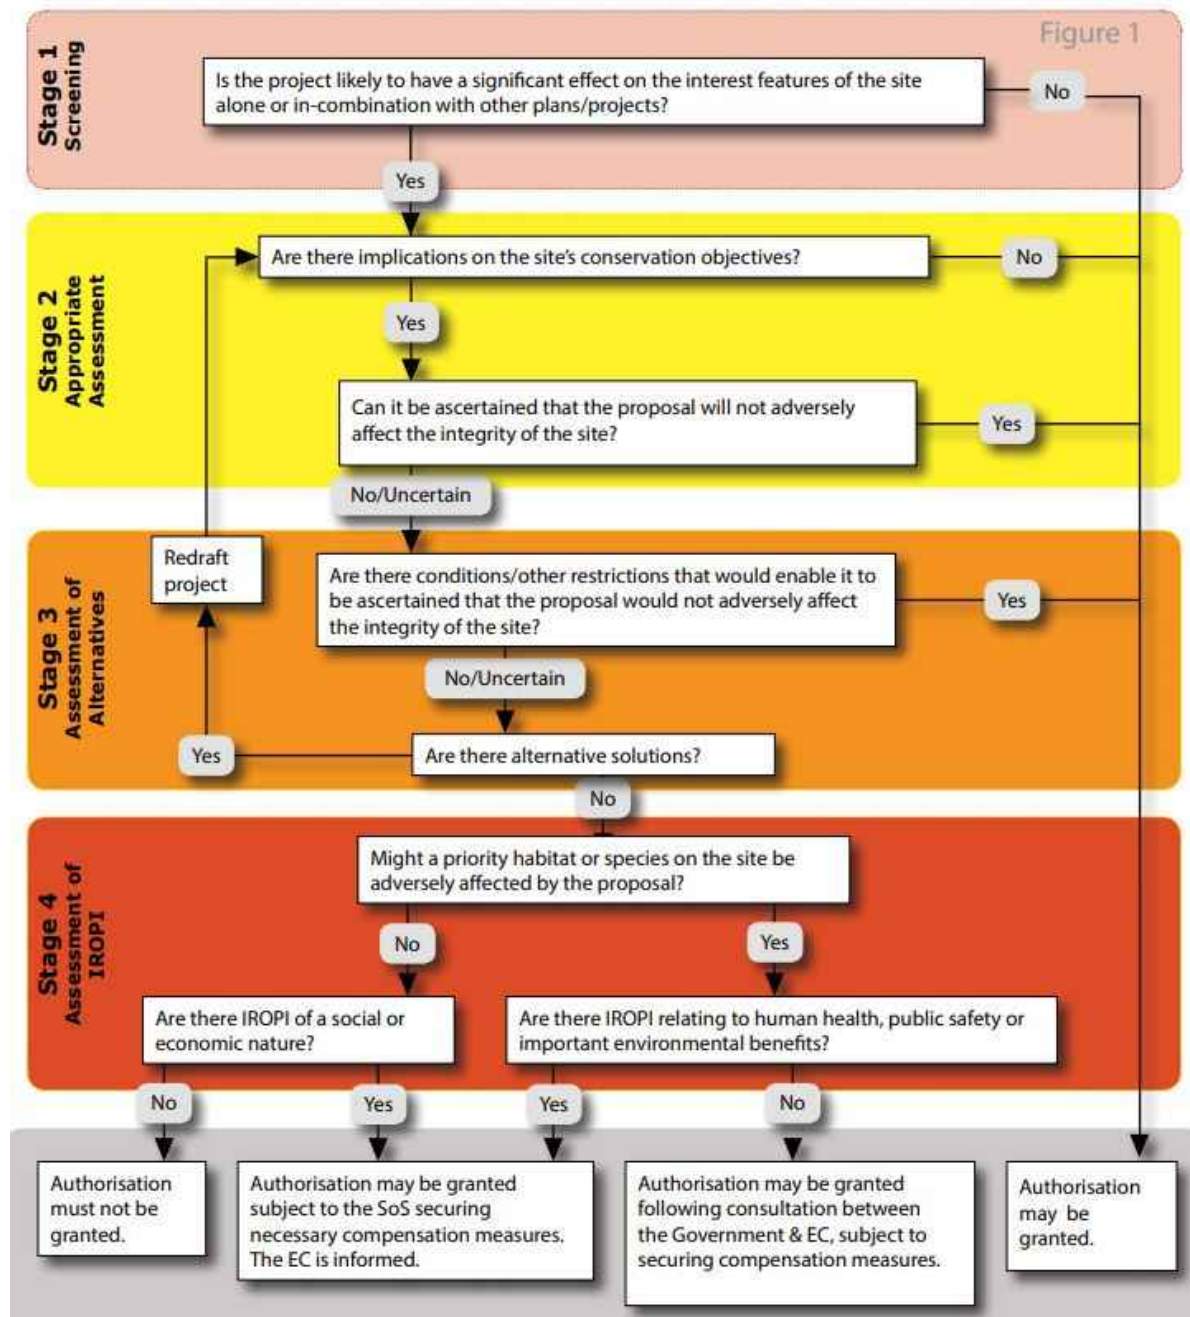 Figure 1
Stage 1
Screening
Is the project likely to have a significant effect on the interest features of the site
alone or in-combination with other plans/projects?
No
Yes
Stage 2
Appropriate
Assessment
Are there implications on the site's conservation objectives?
No
Yes
Can it be ascertained that the proposal will not adversely
affect the integrity of the site?
Yes
No/Uncertain
Stage 3
Assessment of
Alternatives
Redraft
project
Are there conditions/other restrictions that would enable it to
be ascertained that the proposal would not adversely affect
the integrity of the site?
Yes
No/Uncertain
Are there alternative solutions?
Yes
No
Stage 4
Assessment of
IROPI
Might a priority habitat or species on the site be
adversely affected by the proposal?
No
Yes
Are there IROPI of a social or
economic nature?
Are there IROPI relating to human health, public safety or
important environmental benefits?
No
Yes
Yes
No
Authorisation
must not be
granted.
Authorisation may be granted
subject to the SoS securing
necessary compensation measures.
The EC is informed.
Authorisation may be granted
following consultation between
the Government & EC, subject to
securing compensation measures.
Authorisation
may be
granted.